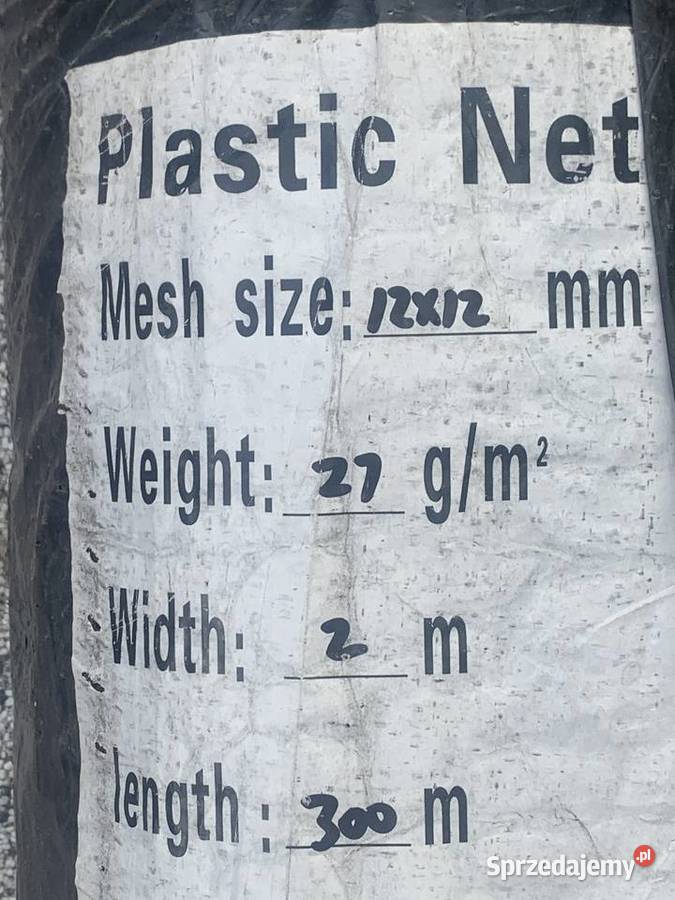 Plastic Net
Mesh size: 12x12 mm
Weight: 27 g/m²
Width: 2 m
length: 300 m
Sprzedajemy.pl